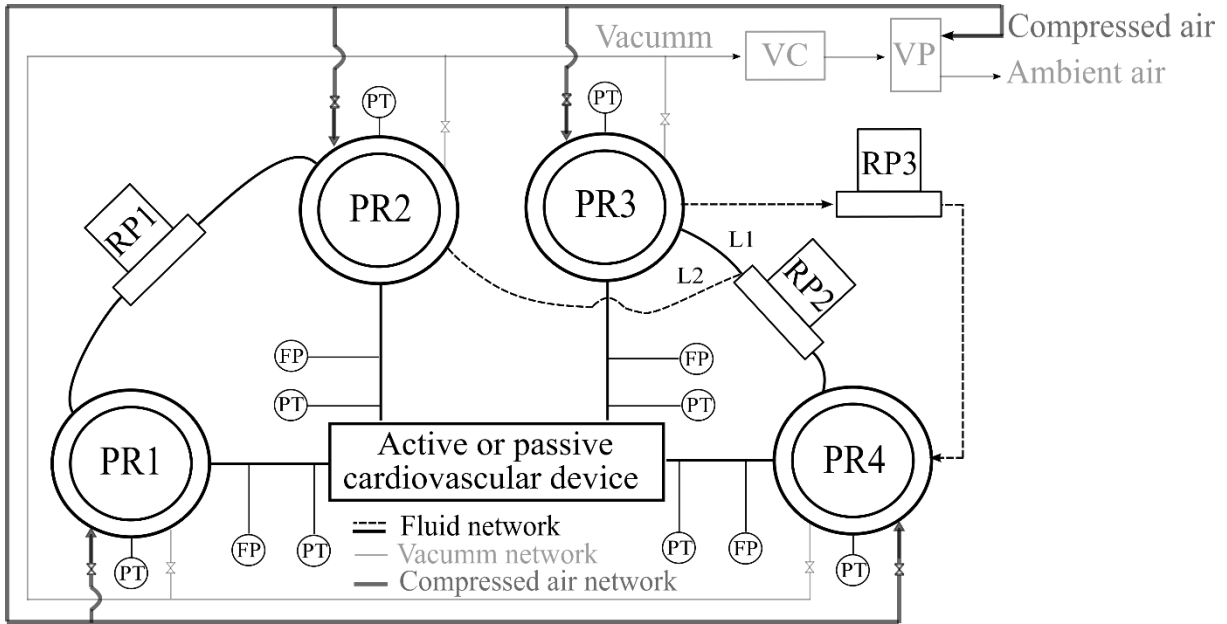 Compressed air
Vacumm
VC
VP
Ambient air
PT
PT
RP3
RP1
PR2
PR3
L1
L2
RP2
FP
FP
PT
PT
PR1
Active or passive
cardiovascular device
PR4
FP
PT
PT
FP
PT
PT
Fluid network
Vacumm network
Compressed air network